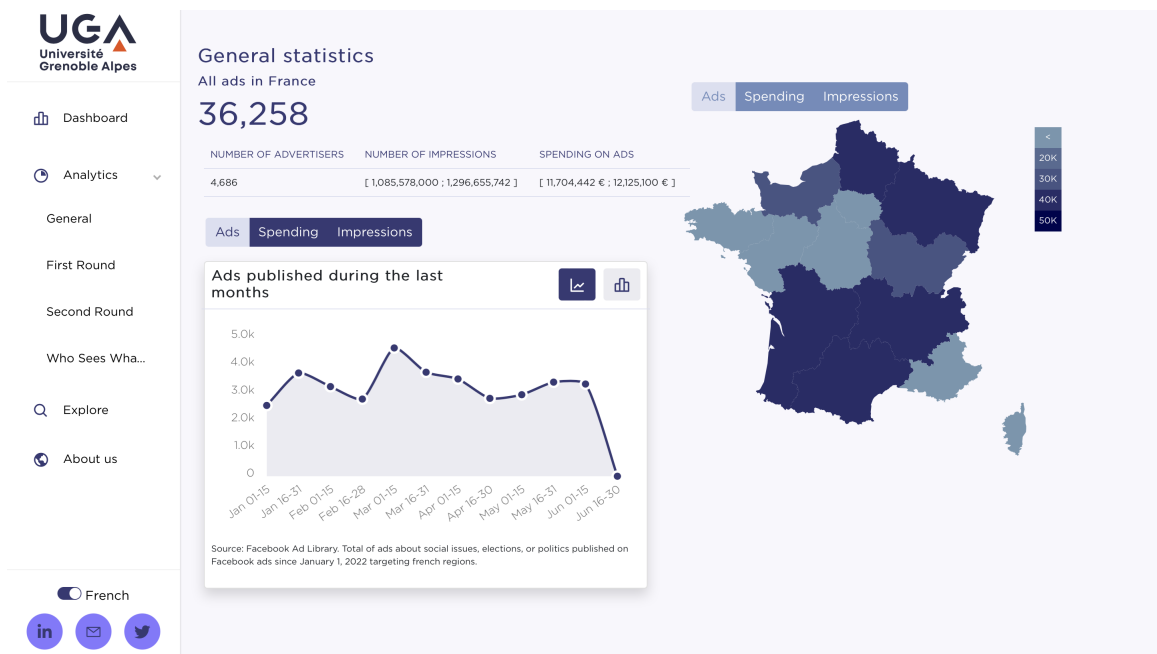 UGA
Université
Grenoble Alpes
Dashboard
Analytics
General
First Round
Second Round
Who Sees Wha...
Explore
About us
French
in
General statistics
All ads in France
36,258
NUMBER OF ADVERTISERS NUMBER OF IMPRESSIONS SPENDING ON ADS
4,686 [ 1,085,578,000 ; 1,296,655,742 ] [ 11,704,442 € ; 12,125,100 € ]
Ads Spending Impressions
Ads published during the last
months
5.0k
4.0k
3.0k
2.0k
1.0k
0
Jan 01-15 Jan 16-31 Feb 01-15 Feb 16-28 Mar 01-15 Mar 16-31 Apr 01-15 Apr 16-30 May 01-15 May 16-31 Jun 01-15 Jun 16-30
Source: Facebook Ad Library. Total of ads about social issues, elections, or politics published on
Facebook ads since January 1, 2022 targeting french regions.
Ads Spending Impressions
<
20K
30K
40K
50K